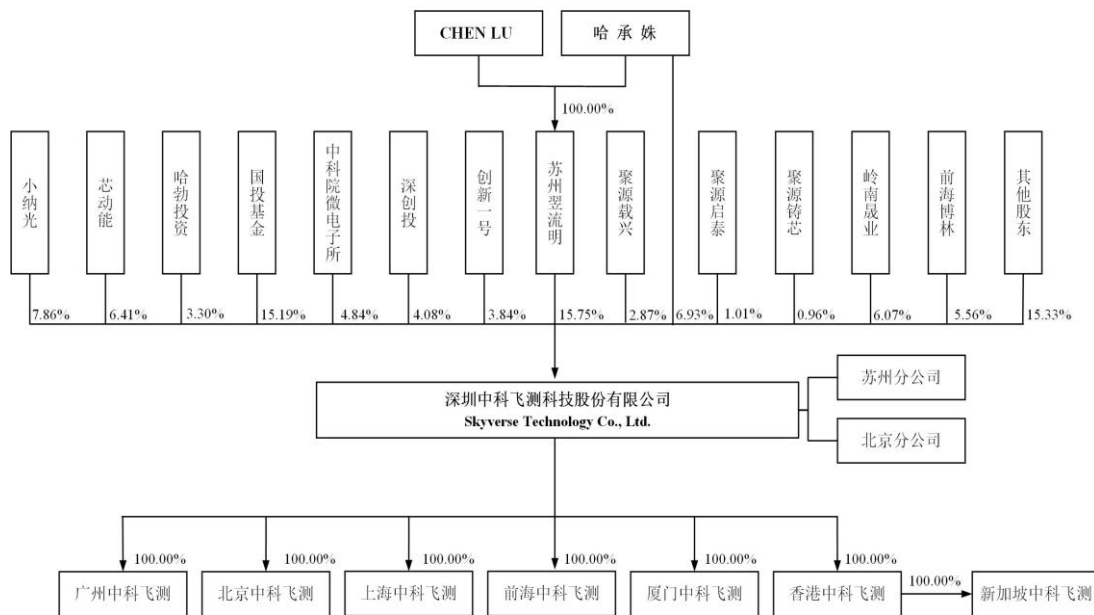 CHEN LU
哈 承 姝
100.00%
小纳光
芯动能
哈勃投资
国投基金
中科院微电子所
深创投
创新一号
苏州翌流明
聚源载兴
聚源启泰
聚源铸芯
岭南晟业
前海博林
其他股东
7.86%
6.41%
3.30%
15.19%
4.84%
4.08%
3.84%
15.75%
2.87%
6.93%
1.01%
0.96%
6.07%
5.56%
15.33%
苏州分公司
深圳中科飞测科技股份有限公司
Skyverse Technology Co., Ltd.
北京分公司
100.00%
100.00%
100.00%
100.00%
100.00%
100.00%
100.00%
广州中科飞测
北京中科飞测
上海中科飞测
前海中科飞测
厦门中科飞测
香港中科飞测
新加坡中科飞测